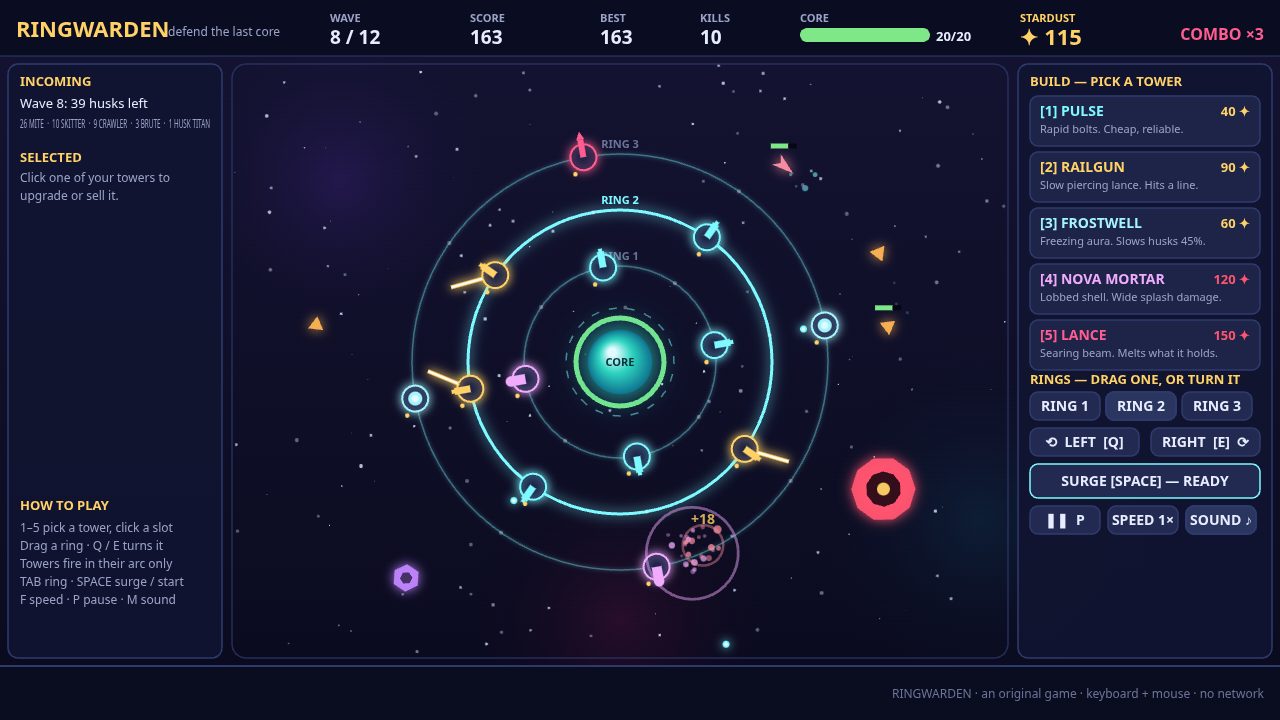 RINGWARDEN defend the last core
WAVE
8 / 12
SCORE
163
BEST
163
KILLS
10
CORE
20/20
STARDUST
✦ 115
COMBO ×3
INCOMING
Wave 8: 39 husks left
26 MITE · 10 SKITTER · 9 CRAWLER · 3 BRUTE · 1 HUSK TITAN
SELECTED
Click one of your towers to
upgrade or sell it.
HOW TO PLAY
1–5 pick a tower, click a slot
Drag a ring · Q / E turns it
Towers fire in their arc only
TAB ring · SPACE surge / start
F speed · P pause · M sound
RING 3
RING 2
RING 1
CORE
+18
BUILD — PICK A TOWER
[1] PULSE 40 ✦
Rapid bolts. Cheap, reliable.
[2] RAILGUN 90 ✦
Slow piercing lance. Hits a line.
[3] FROSTWELL 60 ✦
Freezing aura. Slows husks 45%.
[4] NOVA MORTAR 120 ✦
Lobbed shell. Wide splash damage.
[5] LANCE 150 ✦
Searing beam. Melts what it holds.
RINGS — DRAG ONE, OR TURN IT
RING 1 RING 2 RING 3
⟲ LEFT [Q] RIGHT [E] ⟳
SURGE [SPACE] — READY
❚❚ P SPEED 1× SOUND ♪
RINGWARDEN · an original game · keyboard + mouse · no network